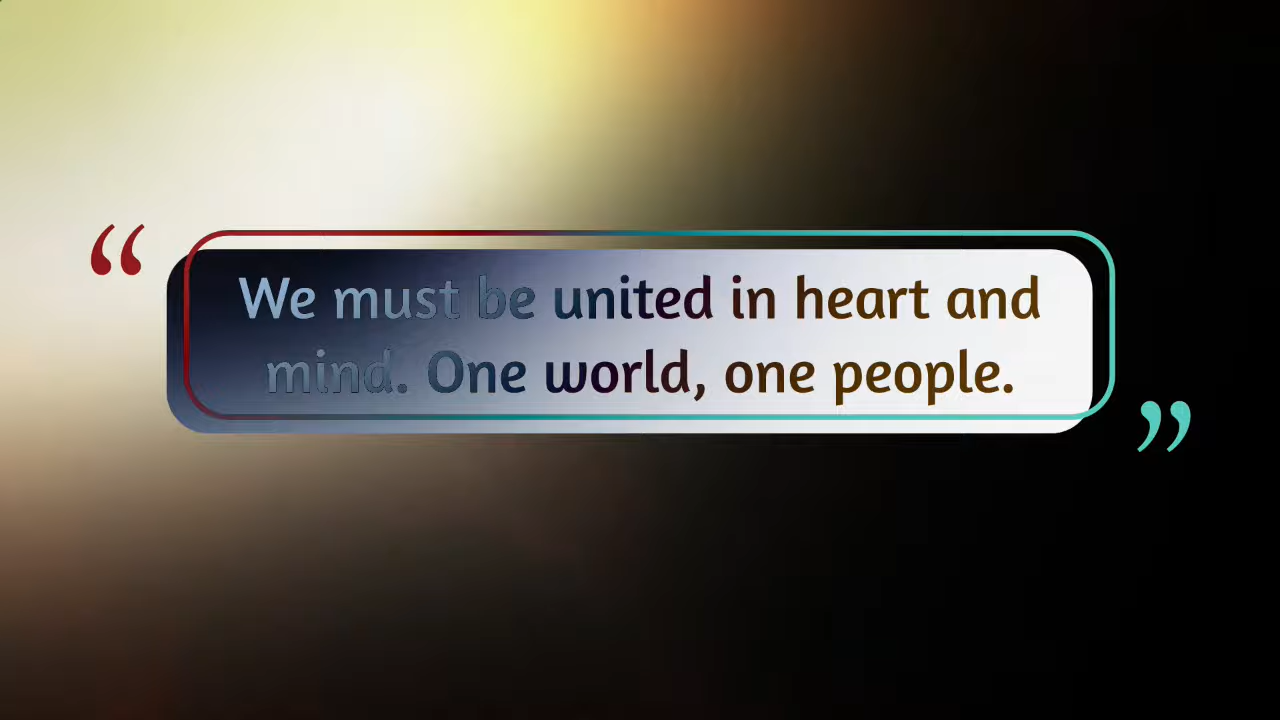 “We must be united in heart and
mind. One world, one people.”